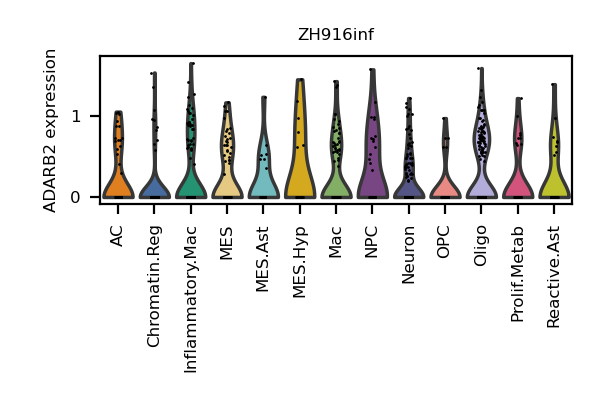 ZH916inf
ADARB2 expression
1
0
AC
Chromatin.Reg
Inflammatory.Mac
MES
MES.Ast
MES.Hyp
Mac
NPC
Neuron
OPC
Oligo
Prolif.Metab
Reactive.Ast